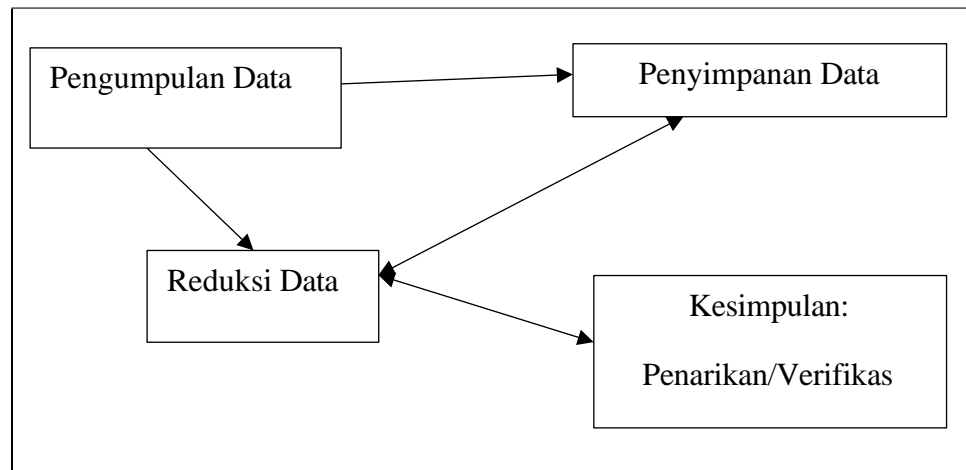 Pengumpulan Data
Penyimpanan Data
Reduksi Data
Kesimpulan:
Penarikan/Verifikas